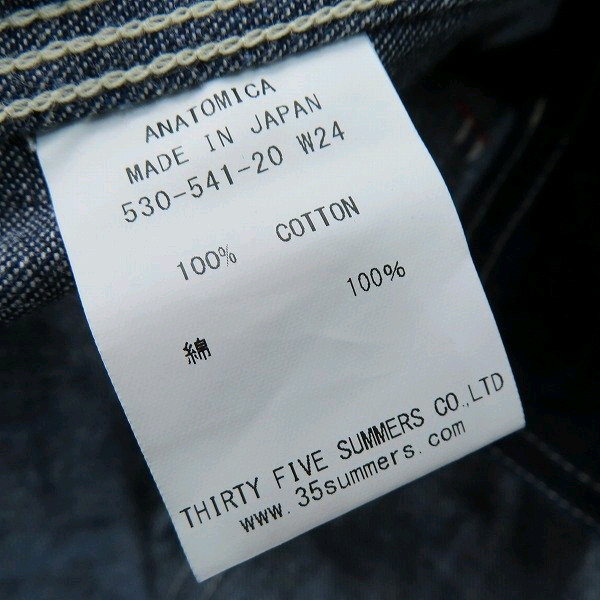 ANATOMICA
MADE IN JAPAN
530-541-20 W24
100% COTTON
綿 100%
THIRTY FIVE SUMMERS CO.,LTD
www.35summers.com